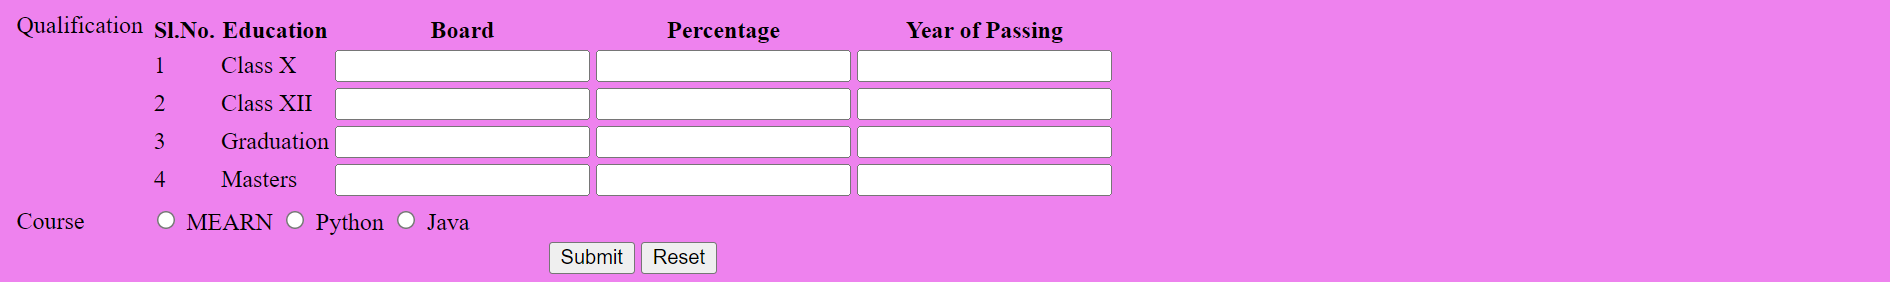 Qualification Sl.No. Education Board Percentage Year of Passing
1 Class X
2 Class XII
3 Graduation
4 Masters
Course MEARN Python Java
Submit Reset